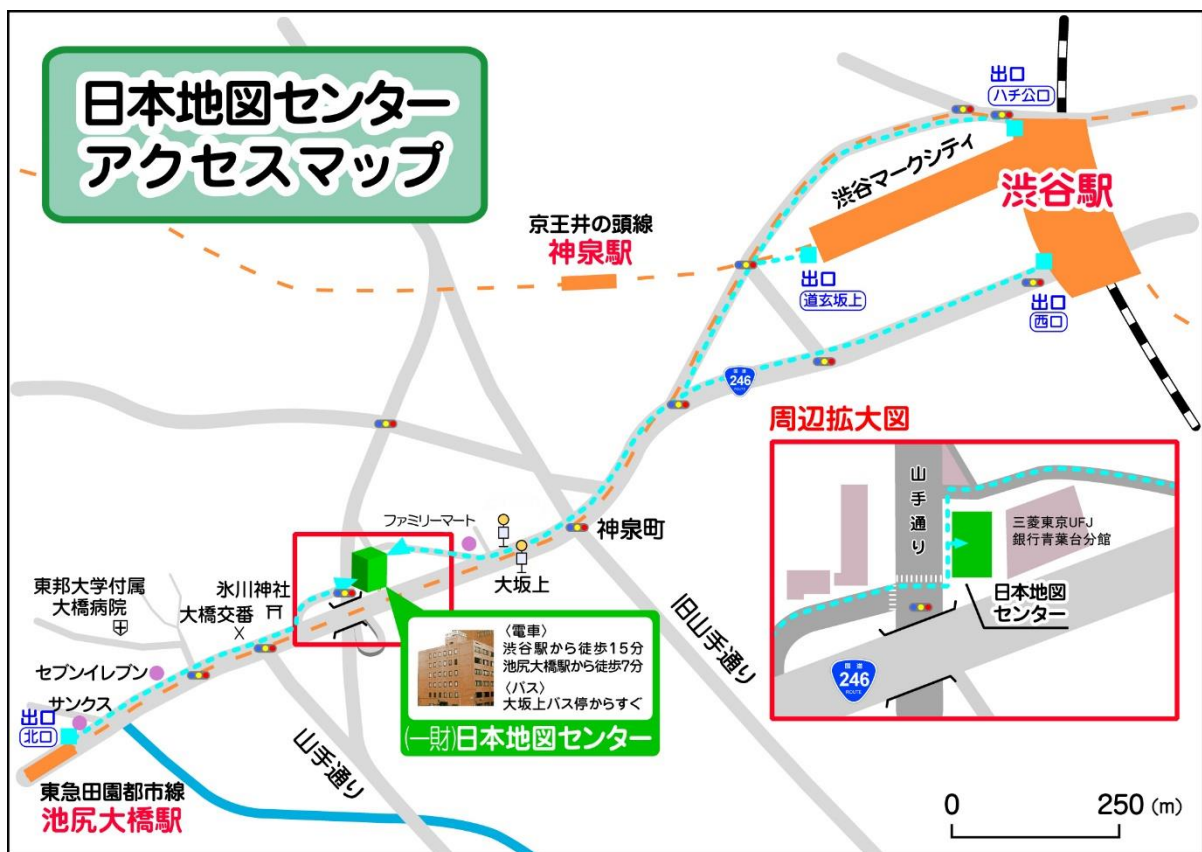 日本地図センター
アクセスマップ
出口
ハチ公口
渋谷マークシティ
渋谷駅
京王井の頭線
神泉駅
出口
道玄坂上
出口
西口
国道
246
ROUTE
周辺拡大図
山手通り
三菱東京UFJ
銀行青葉台分館
日本地図
センター
国道
246
ROUTE
ファミリーマート
神泉町
大坂上
東邦大学付属
大橋病院
氷川神社
大橋交番
〈電車〉
渋谷駅から徒歩15分
池尻大橋駅から徒歩7分
〈バス〉
大坂上バス停からすぐ
(一財)日本地図センター
旧山手通り
セブンイレブン
サンクス
出口
北口
山手通り
東急田園都市線
池尻大橋駅
0 250 (m)